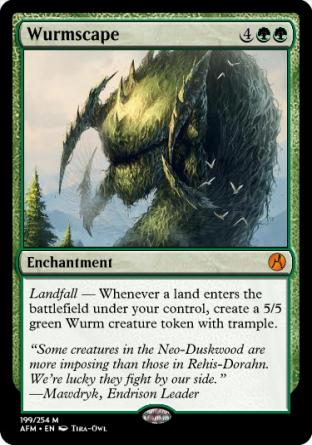 Wurmscape 4
Enchantment
Landfall — Whenever a land enters the
battlefield under your control, create a 5/5
green Wurm creature token with trample.
“Some creatures in the Neo-Duskwood are
more imposing than those in Rehis-Dorahn.
We’re lucky they fight by our side.”
—Mawdryk, Endrison Leader
199/254 M
AFM • EN TIRA-OWL